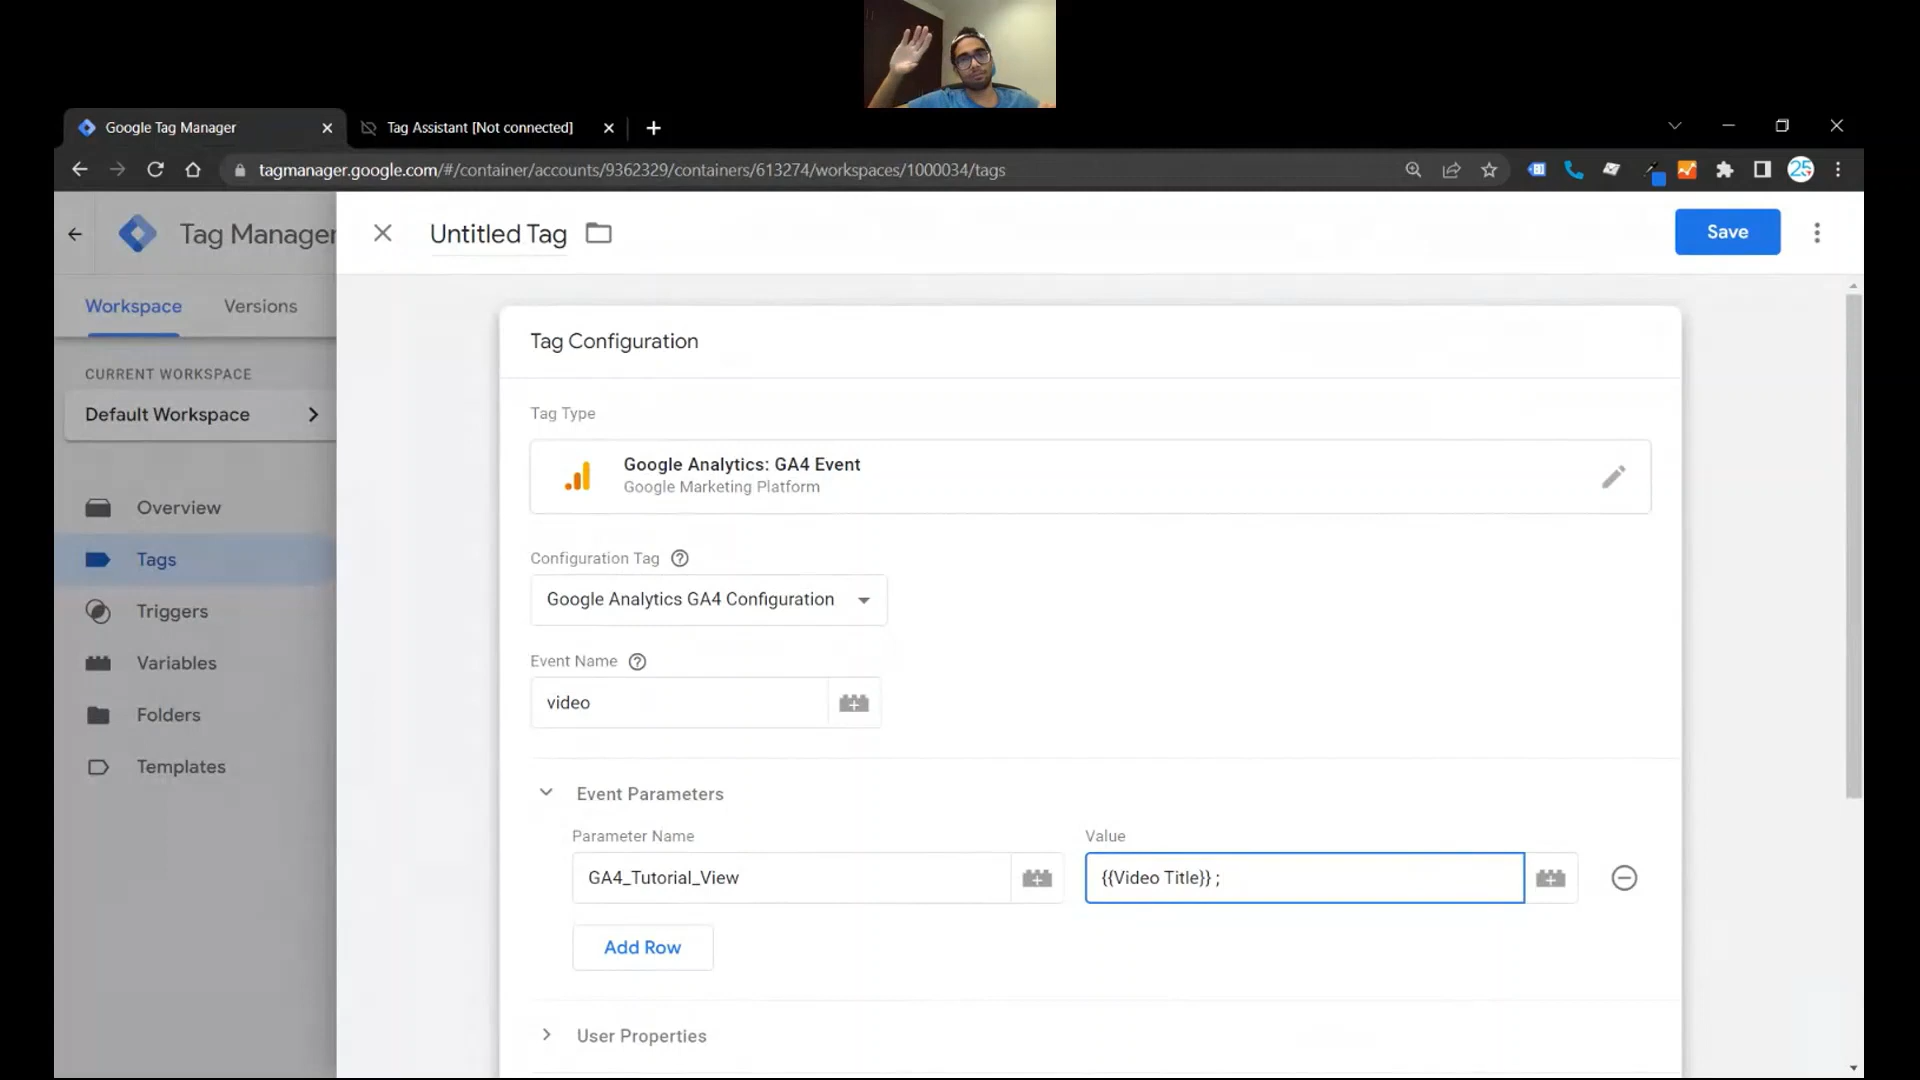 Google Tag Manager
Tag Assistant [Not connected]
tagmanager.google.com/#/container/accounts/9362329/containers/613274/workspaces/1000034/tags
25
Tag Manager
Untitled Tag
Save
Workspace
Versions
CURRENT WORKSPACE
Default Workspace
Overview
Tags
Triggers
Variables
Folders
Templates
Tag Configuration
Tag Type
Google Analytics: GA4 Event
Google Marketing Platform
Configuration Tag
Google Analytics GA4 Configuration
Event Name
video
Event Parameters
Parameter Name
Value
GA4_Tutorial_View
{{Video Title}} ;
Add Row
User Properties